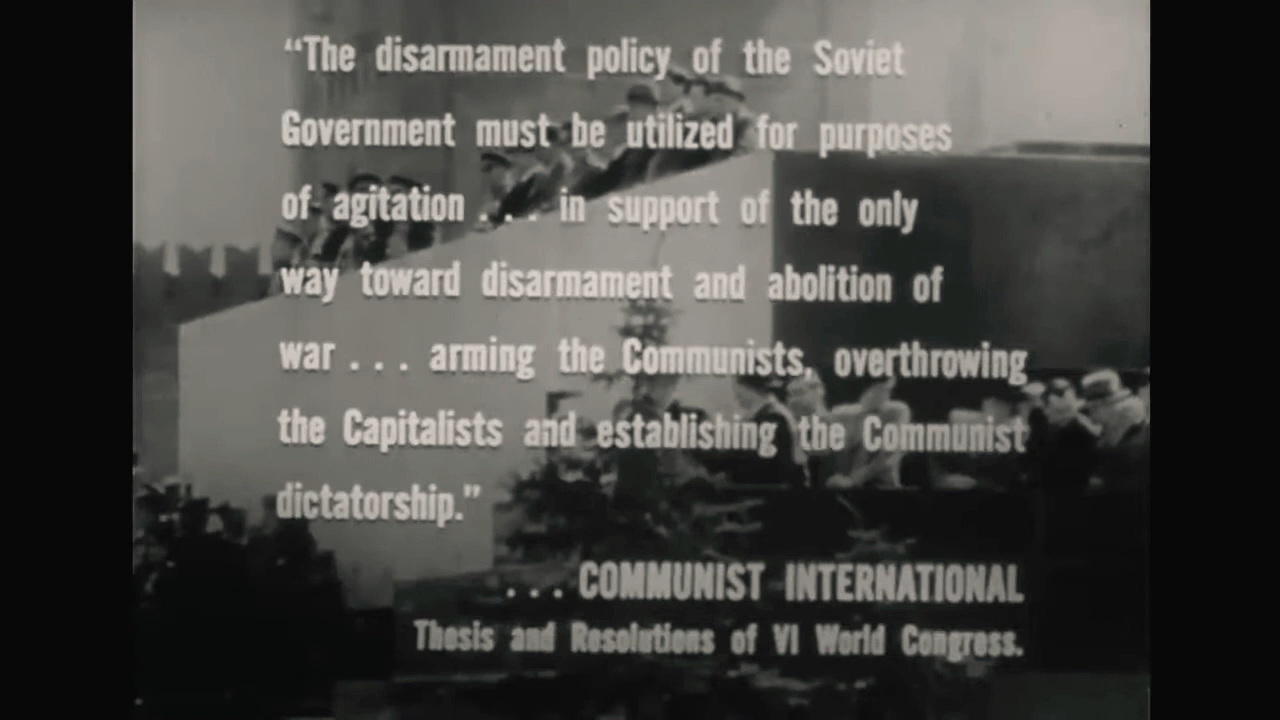 “The disarmament policy of the Soviet
Government must be utilized for purposes
of agitation . . . in support of the only
way toward disarmament and abolition of
war . . . arming the Communists, overthrowing
the Capitalists and establishing the Communist
dictatorship.”
. . . COMMUNIST INTERNATIONAL
Thesis and Resolutions of VI World Congress.